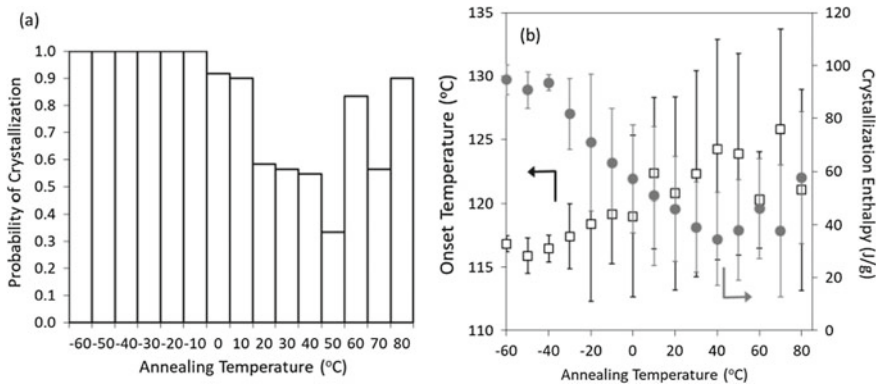 (a)
1.0
0.9
0.8
0.7
0.6
0.5
0.4
0.3
0.2
0.1
0.0
Probability of Crystallization
-60 -50 -40 -30 -20 -10 0 10 20 30 40 50 60 70 80
Annealing Temperature (°C)
(b)
135
130
125
120
115
110
Onset Temperature (°C)
120
100
80
60
40
20
0
Crystallization Enthalpy (J/g)
-60 -40 -20 0 20 40 60 80
Annealing Temperature (°C)